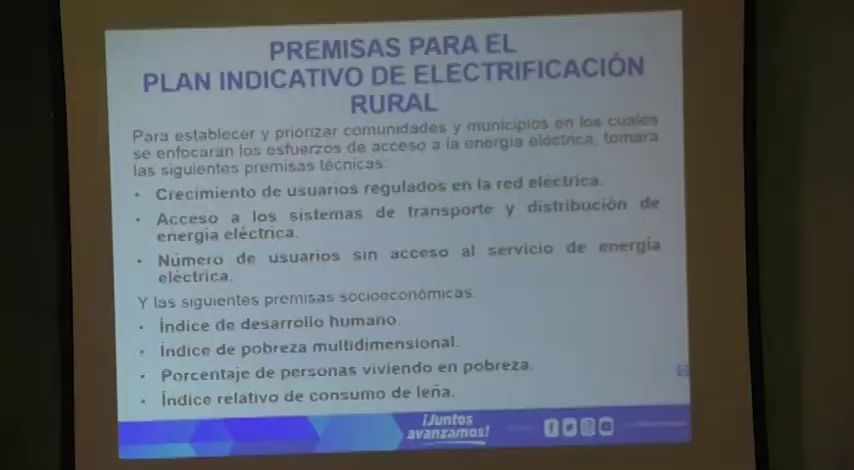 PREMISAS PARA EL
PLAN INDICATIVO DE ELECTRIFICACIÓN
RURAL
Para establecer y priorizar comunidades y municipios en los cuales
se enfocaran los esfuerzos de acceso a la energía eléctrica, tomara
las siguientes premisas técnicas:
• Crecimiento de usuarios regulados en la red eléctrica.
• Acceso a los sistemas de transporte y distribución de
energía eléctrica.
• Número de usuarios sin acceso al servicio de energía
eléctrica.
Y las siguientes premisas socioeconómicas:
• Índice de desarrollo humano.
• Índice de pobreza multidimensional.
• Porcentaje de personas viviendo en pobreza.
• Índice relativo de consumo de leña.
¡Juntos
avanzamos!